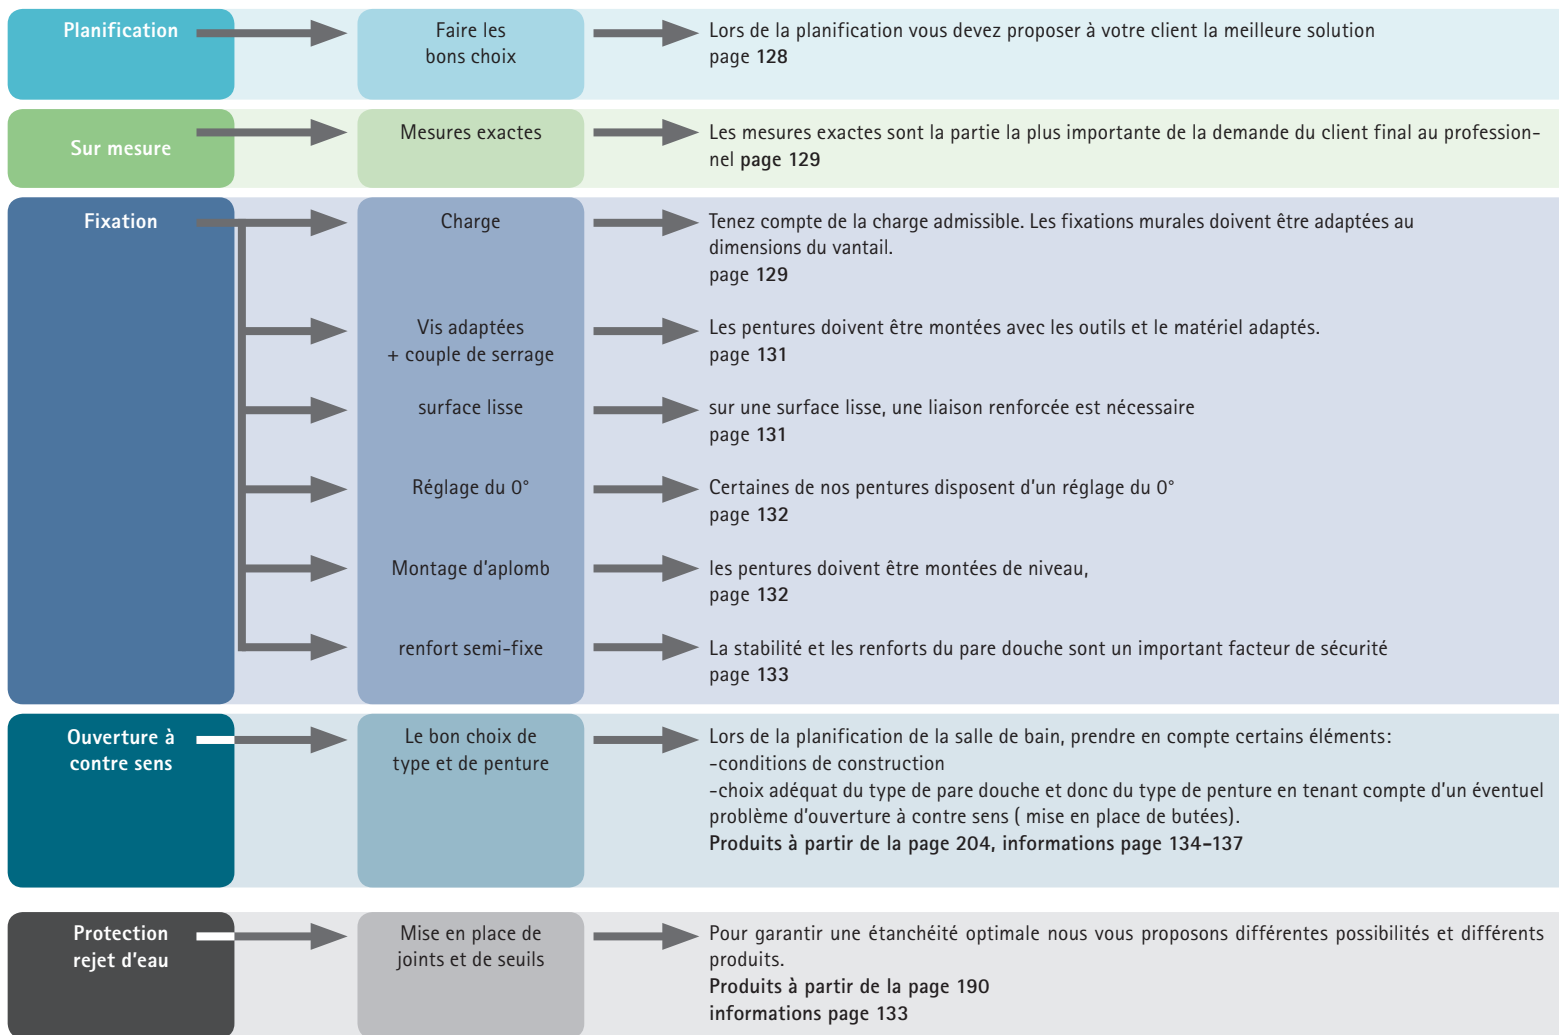 Planification
Faire les
bons choix
Lors de la planification vous devez proposer à votre client la meilleure solution
page 128
Sur mesure
Mesures exactes
Les mesures exactes sont la partie la plus importante de la demande du client final au profession-
nel page 129
Fixation
Charge
Tenez compte de la charge admissible. Les fixations murales doivent être adaptées au
dimensions du vantail.
page 129
Vis adaptées
+ couple de serrage
Les pentures doivent être montées avec les outils et le matériel adaptés.
page 131
surface lisse
sur une surface lisse, une liaison renforcée est nécessaire
page 131
Réglage du 0°
Certaines de nos pentures disposent d'un réglage du 0°
page 132
Montage d'aplomb
les pentures doivent être montées de niveau,
page 132
renfort semi-fixe
La stabilité et les renforts du pare douche sont un important facteur de sécurité
page 133
Ouverture à
contre sens
Le bon choix de
type et de penture
Lors de la planification de la salle de bain, prendre en compte certains éléments:
-conditions de construction
-choix adéquat du type de pare douche et donc du type de penture en tenant compte d'un éventuel
problème d'ouverture à contre sens ( mise en place de butées).
Produits à partir de la page 204, informations page 134-137
Protection
rejet d'eau
Mise en place de
joints et de seuils
Pour garantir une étanchéité optimale nous vous proposons différentes possibilités et différents
produits.
Produits à partir de la page 190
informations page 133